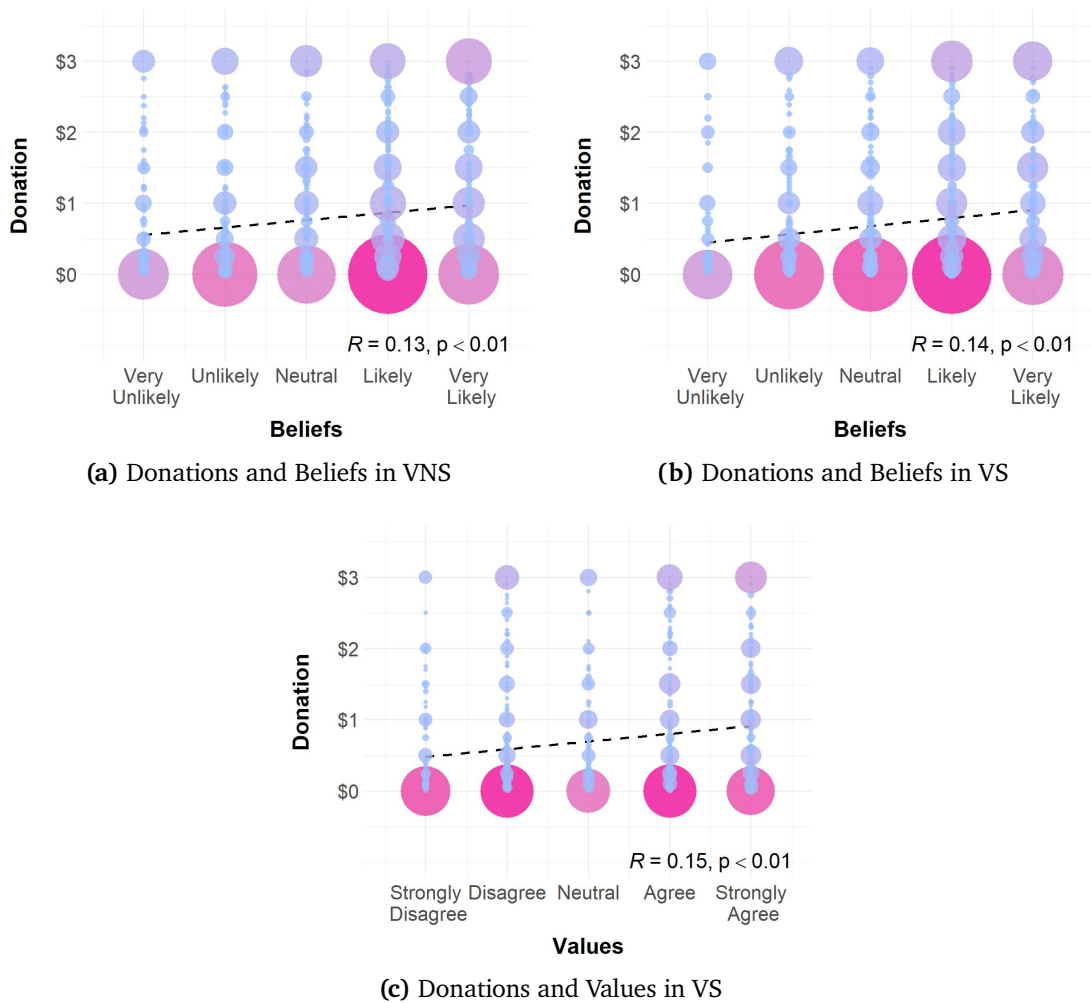 $3
$2
$1
$0
Donation
R = 0.13, p < 0.01
Very Unlikely
Unlikely
Neutral
Likely
Very Likely
Beliefs
(a) Donations and Beliefs in VNS
$3
$2
$1
$0
Donation
R = 0.14, p < 0.01
Very Unlikely
Unlikely
Neutral
Likely
Very Likely
Beliefs
(b) Donations and Beliefs in VS
$3
$2
$1
$0
Donation
R = 0.15, p < 0.01
Strongly Disagree
Disagree
Neutral
Agree
Strongly Agree
Values
(c) Donations and Values in VS